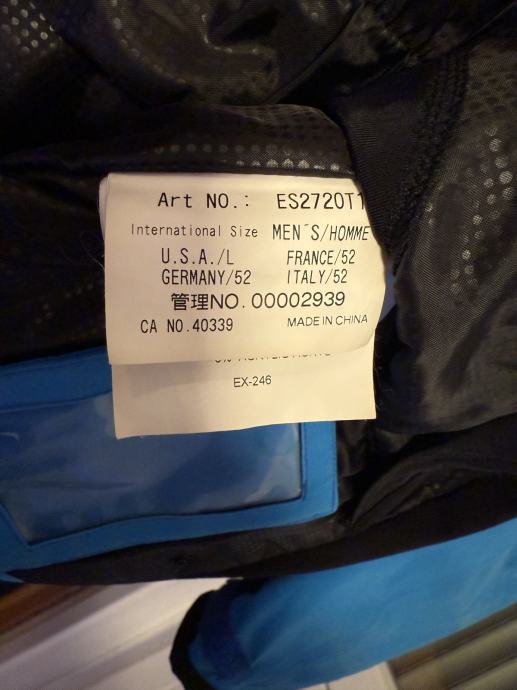 Art NO.: ES2720T1
International Size MEN'S/HOMME
U.S.A./L FRANCE/52
GERMANY/52 ITALY/52
管理NO. 00002939
CA NO.40339 MADE IN CHINA
EX-246